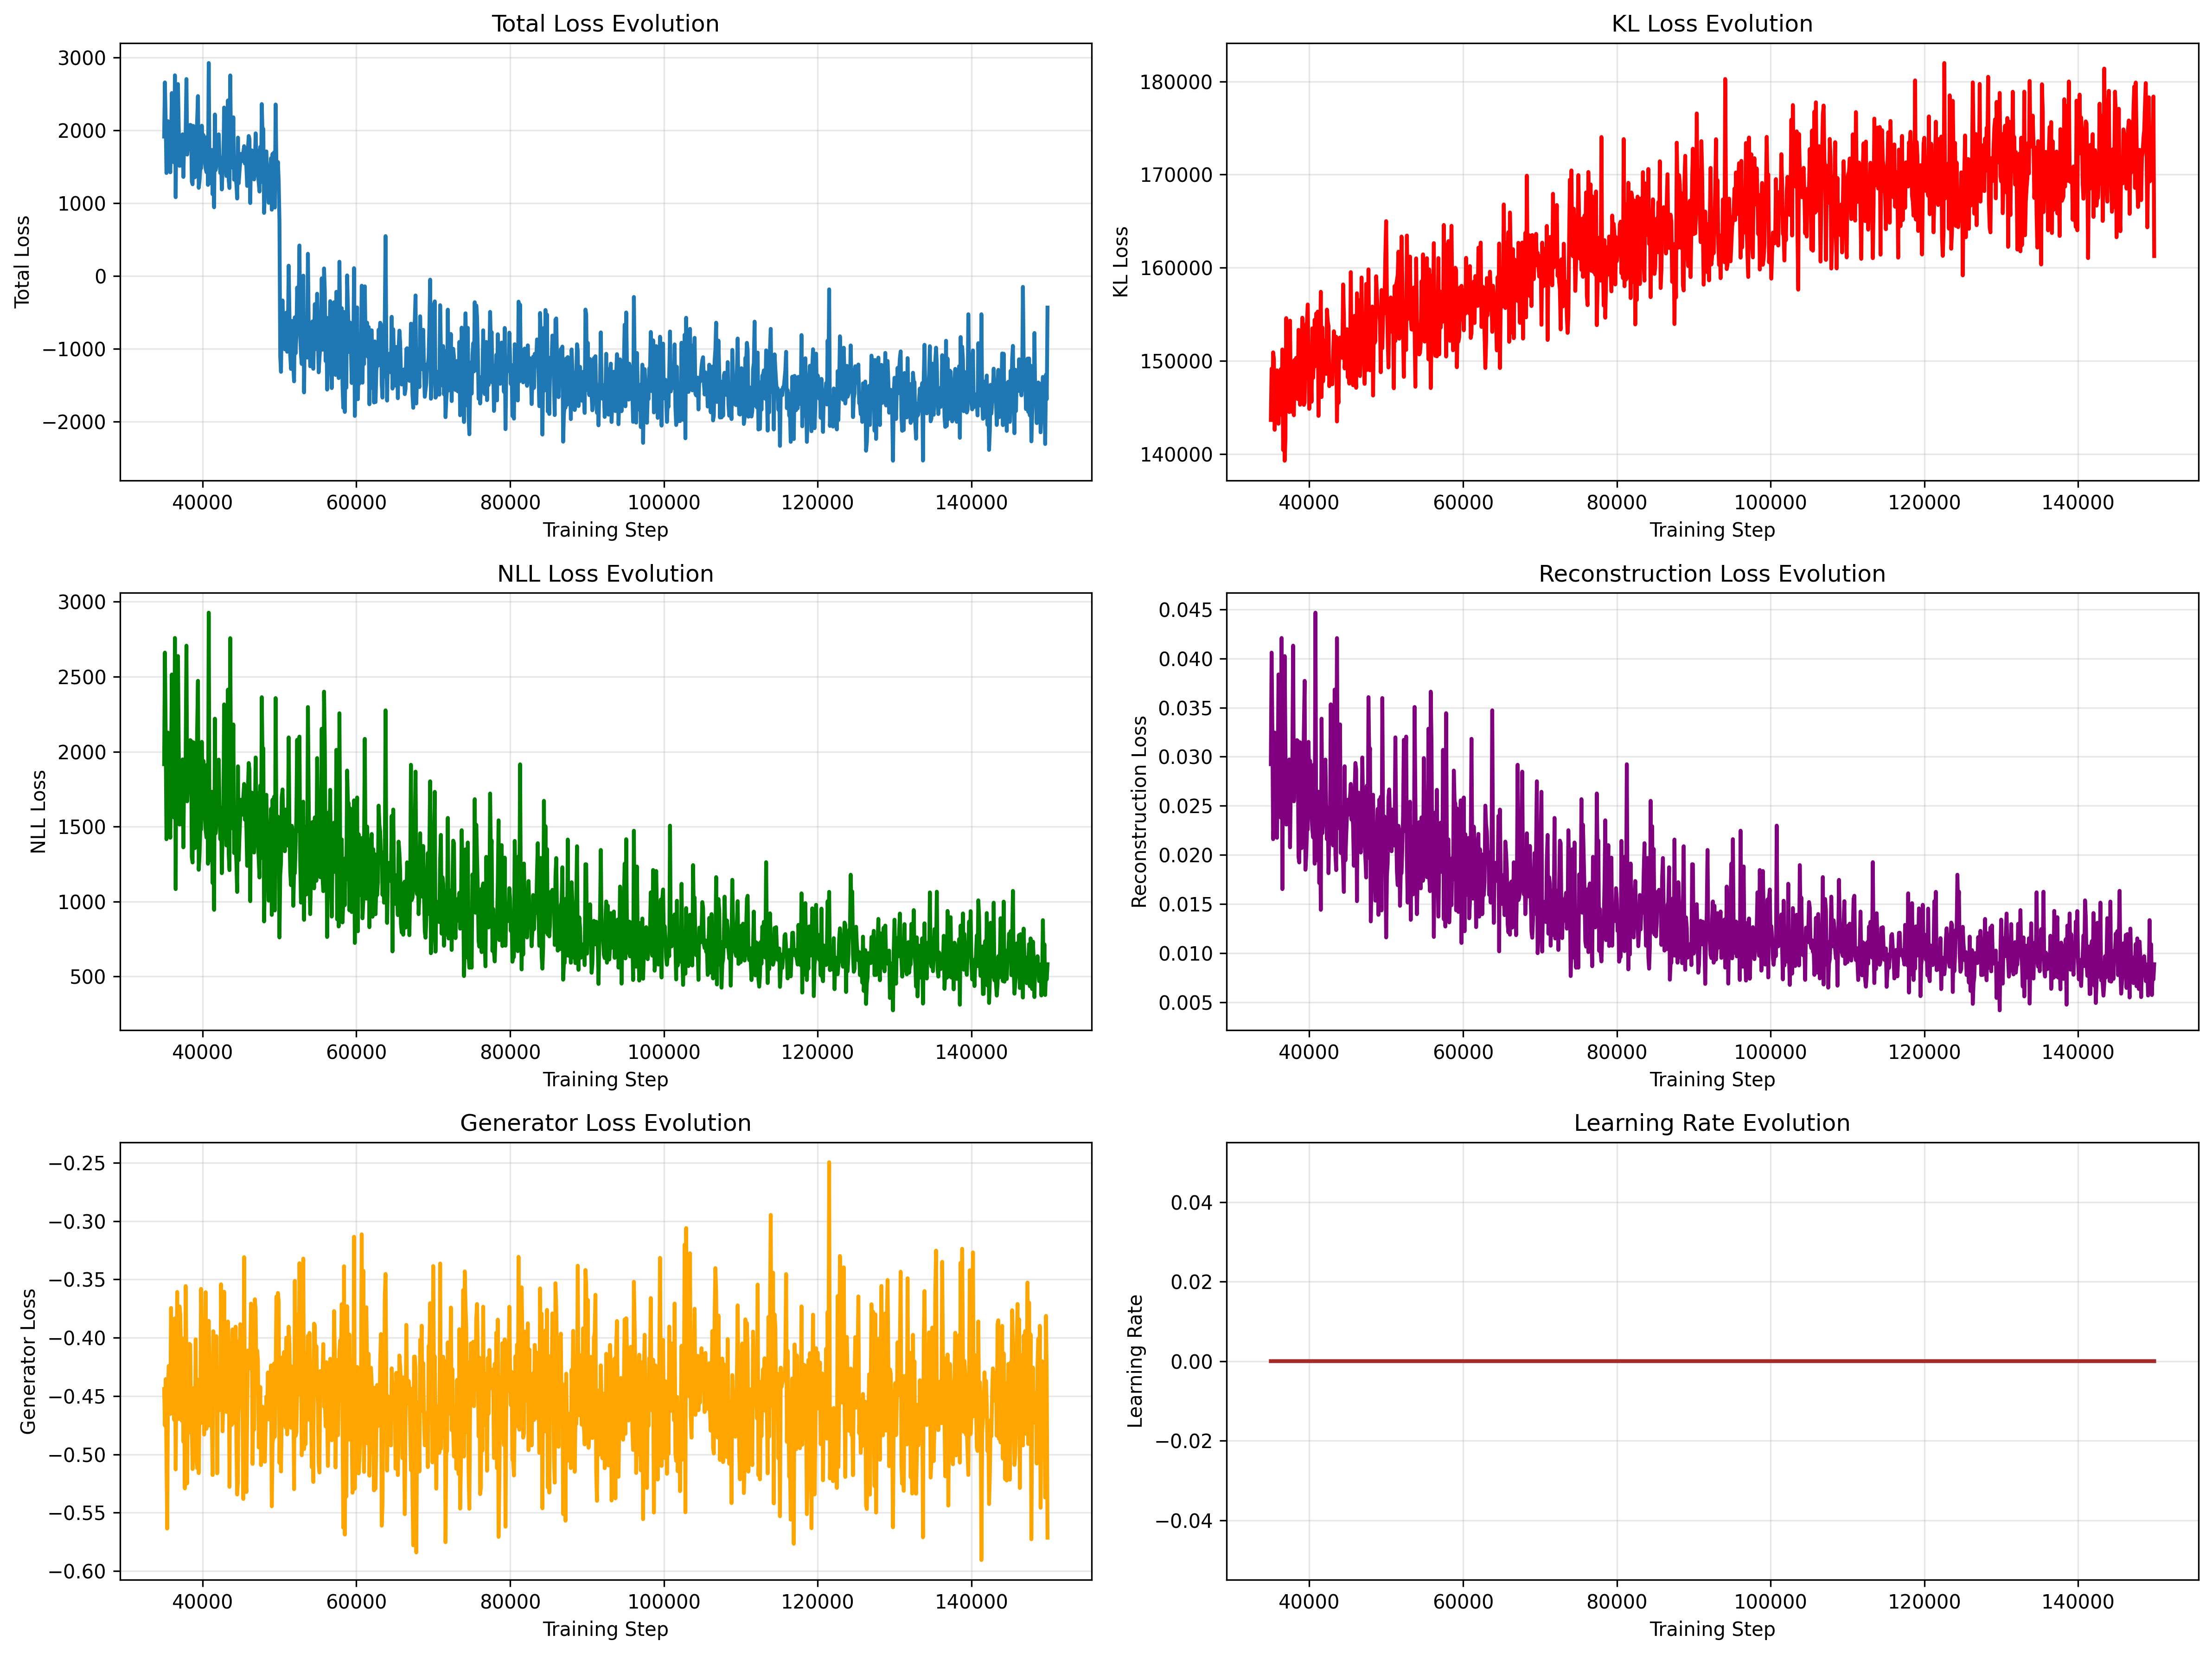 Total Loss Evolution
Total Loss
3000
2000
1000
0
−1000
−2000
40000 60000 80000 100000 120000 140000
Training Step
KL Loss Evolution
KL Loss
180000
170000
160000
150000
140000
40000 60000 80000 100000 120000 140000
Training Step
NLL Loss Evolution
NLL Loss
3000
2500
2000
1500
1000
500
40000 60000 80000 100000 120000 140000
Training Step
Reconstruction Loss Evolution
Reconstruction Loss
0.045
0.040
0.035
0.030
0.025
0.020
0.015
0.010
0.005
40000 60000 80000 100000 120000 140000
Training Step
Generator Loss Evolution
Generator Loss
−0.25
−0.30
−0.35
−0.40
−0.45
−0.50
−0.55
−0.60
40000 60000 80000 100000 120000 140000
Training Step
Learning Rate Evolution
Learning Rate
0.04
0.02
0.00
−0.02
−0.04
40000 60000 80000 100000 120000 140000
Training Step